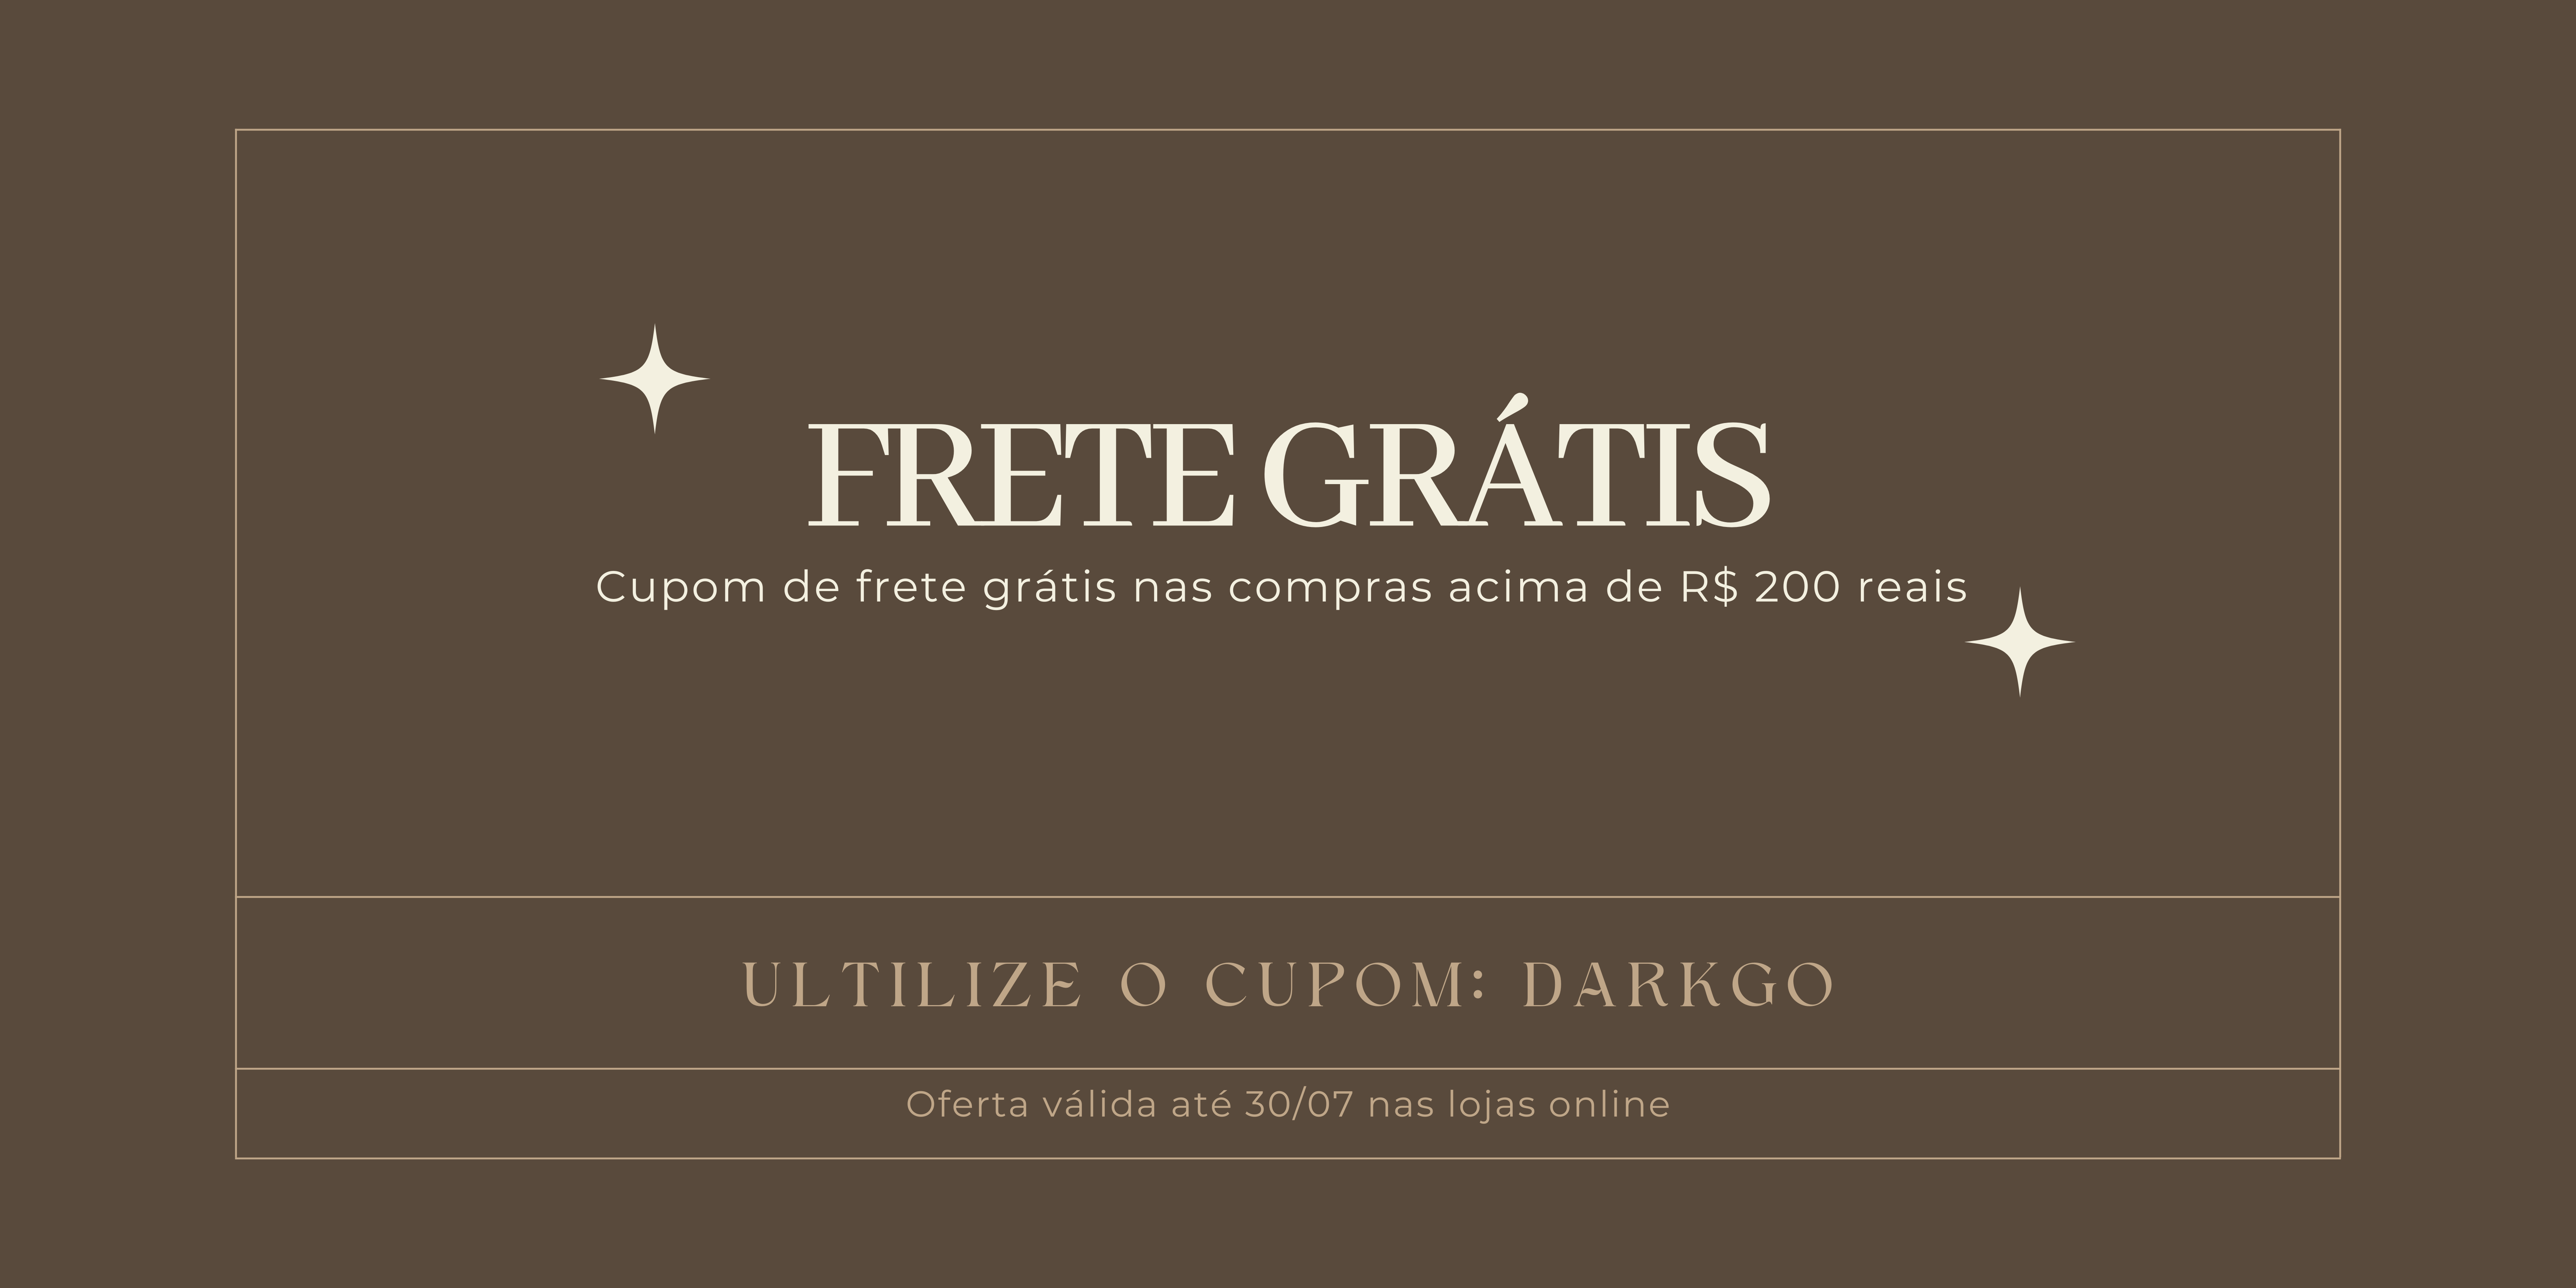 FRETE GRÁTIS
Cupom de frete grátis nas compras acima de R$ 200 reais
ULTILIZE O CUPOM: DARKGO
Oferta válida até 30/07 nas lojas online